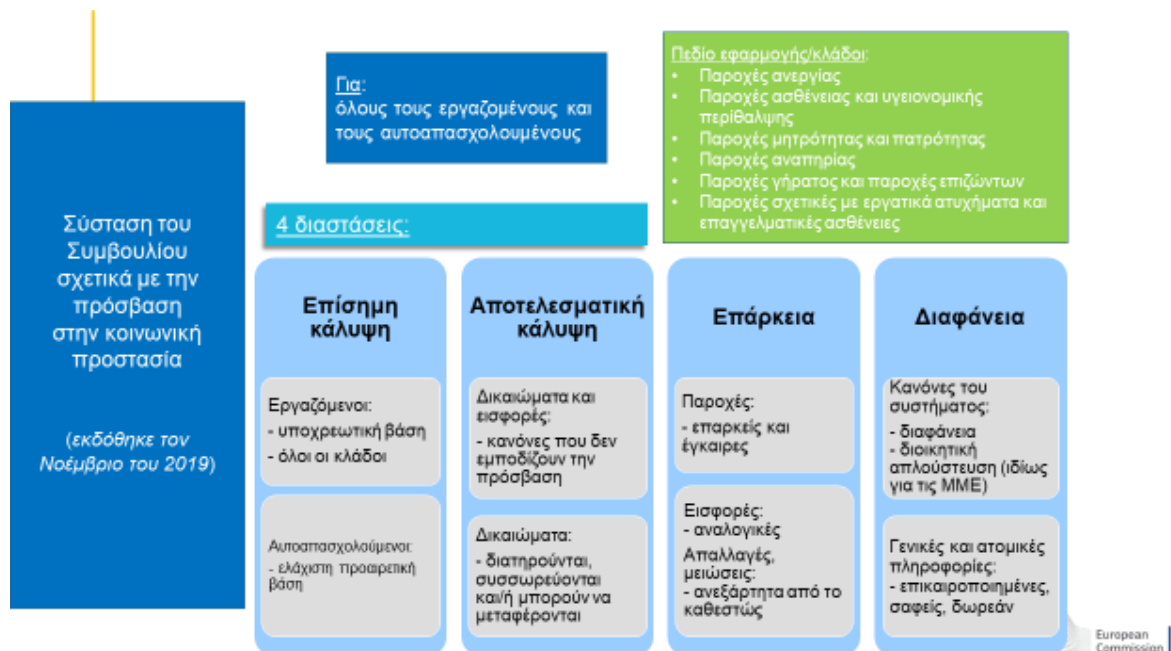 Σύσταση του
Συμβουλίου
σχετικά με την
πρόσβαση
στην κοινωνική
προστασία
(εκδόθηκε τον
Νοέμβριο του 2019)
Για:
όλους τους εργαζομένους και
τους αυτοαπασχολουμένους
Πεδίο εφαρμογής/κλάδοι:
• Παροχές ανεργίας
• Παροχές ασθένειας και υγειονομικής
περίθαλψης
• Παροχές μητρότητας και πατρότητας
• Παροχές αναπηρίας
• Παροχές γήρατος και παροχές επιζώντων
• Παροχές σχετικές με εργατικά ατυχήματα και
επαγγελματικές ασθένειες
4 διαστάσεις:
Επίσημη
κάλυψη
Εργαζόμενοι:
- υποχρεωτική βάση
- όλοι οι κλάδοι
Αυτοαπασχολούμενοι:
- ελάχιστη προαιρετική
βάση
Αποτελεσματική
κάλυψη
Δικαιώματα και
εισφορές:
- κανόνες που δεν
εμποδίζουν την
πρόσβαση
Δικαιώματα:
- διατηρούνται,
συσσωρεύονται
και/ή μπορούν να
μεταφέρονται
Επάρκεια
Παροχές:
- επαρκείς και
έγκαιρες
Εισφορές:
- αναλογικές
Απαλλαγές,
μειώσεις:
- ανεξάρτητα από το
καθεστώς
Διαφάνεια
Κανόνες του
συστήματος:
- διαφάνεια
- διοικητική
απλούστευση (ιδίως
για τις ΜΜΕ)
Γενικές και ατομικές
πληροφορίες:
- επικαιροποιημένες,
σαφείς, δωρεάν
European
Commission